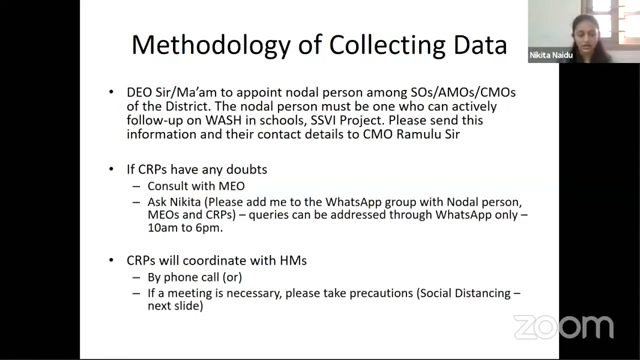 Methodology of Collecting Data
Nikita Naidu
• DEO Sir/Ma'am to appoint nodal person among SOs/AMOs/CMOs
of the District. The nodal person must be one who can actively
follow-up on WASH in schools, SSVI Project. Please send this
information and their contact details to CMO Ramulu Sir
• If CRPs have any doubts
– Consult with MEO
– Ask Nikita (Please add me to the WhatsApp group with Nodal person,
MEOs and CRPs) – queries can be addressed through WhatsApp only –
10am to 6pm.
• CRPs will coordinate with HMs
– By phone call (or)
– If a meeting is necessary, please take precautions (Social Distancing –
next slide)
zoom